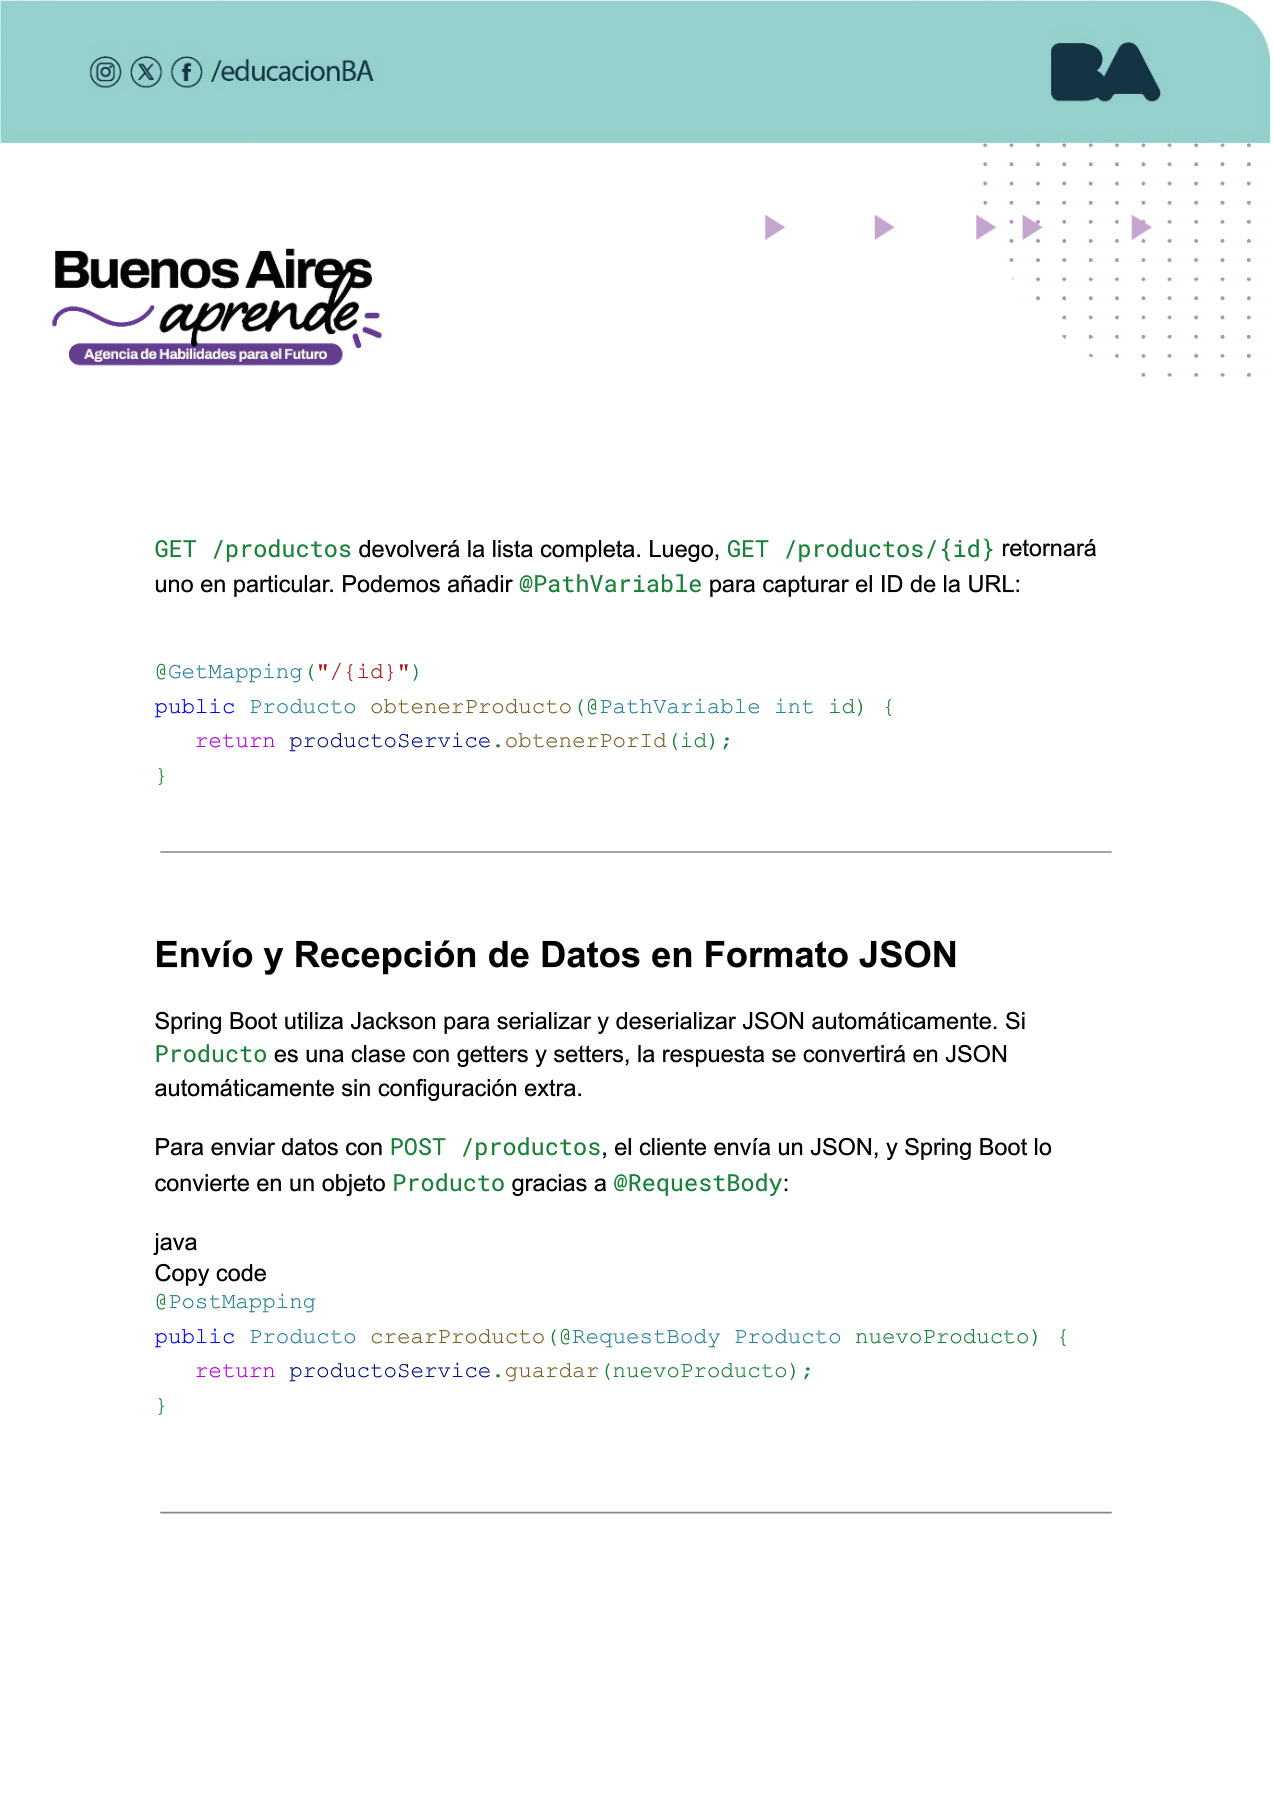 /educacionBA
BA
Buenos Aires
aprende
Agencia de Habilidades para el Futuro
GET /productos devolverá la lista completa. Luego, GET /productos/{id} retornará
uno en particular. Podemos añadir @PathVariable para capturar el ID de la URL:
@GetMapping("/{id}")
public Producto obtenerProducto(@PathVariable int id) {
   return productoService.obtenerPorId(id);
}
Envío y Recepción de Datos en Formato JSON
Spring Boot utiliza Jackson para serializar y deserializar JSON automáticamente. Si
Producto es una clase con getters y setters, la respuesta se convertirá en JSON
automáticamente sin configuración extra.
Para enviar datos con POST /productos, el cliente envía un JSON, y Spring Boot lo
convierte en un objeto Producto gracias a @RequestBody:
java
Copy code
@PostMapping
public Producto crearProducto(@RequestBody Producto nuevoProducto) {
   return productoService.guardar(nuevoProducto);
}